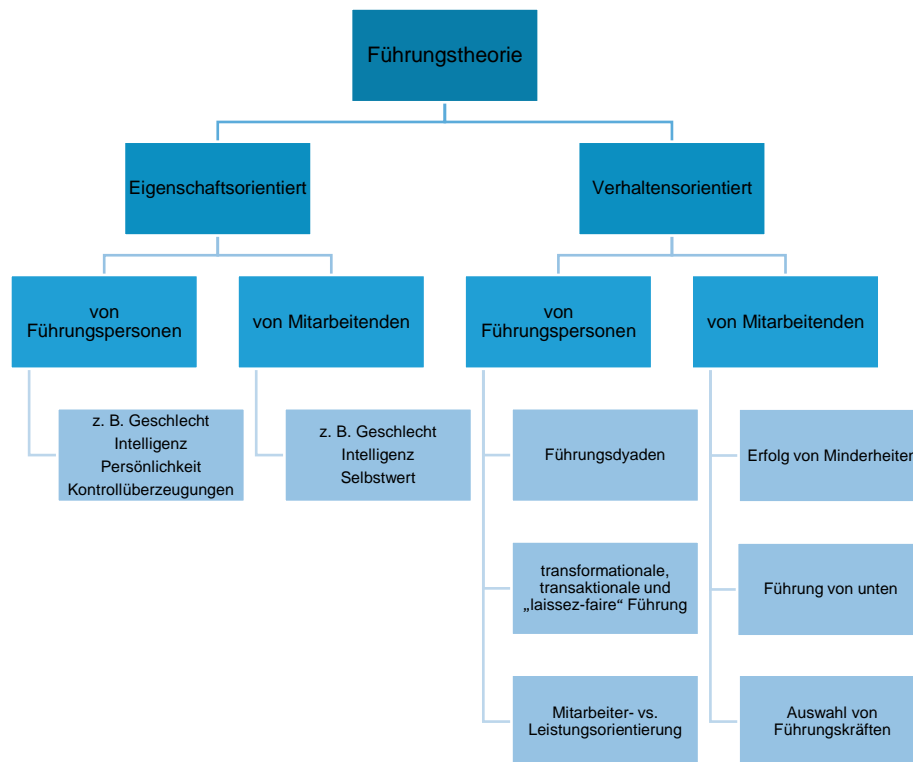 Führungstheorie
Eigenschaftsorientiert
Verhaltensorientiert
von
Führungspersonen
von Mitarbeitenden
von
Führungspersonen
von Mitarbeitenden
z. B. Geschlecht
Intelligenz
Persönlichkeit
Kontrollüberzeugungen
z. B. Geschlecht
Intelligenz
Selbstwert
Führungsdyaden
Erfolg von Minderheiten
transformationale,
transaktionale und
„laissez-faire“ Führung
Führung von unten
Mitarbeiter- vs.
Leistungsorientierung
Auswahl von
Führungskräften